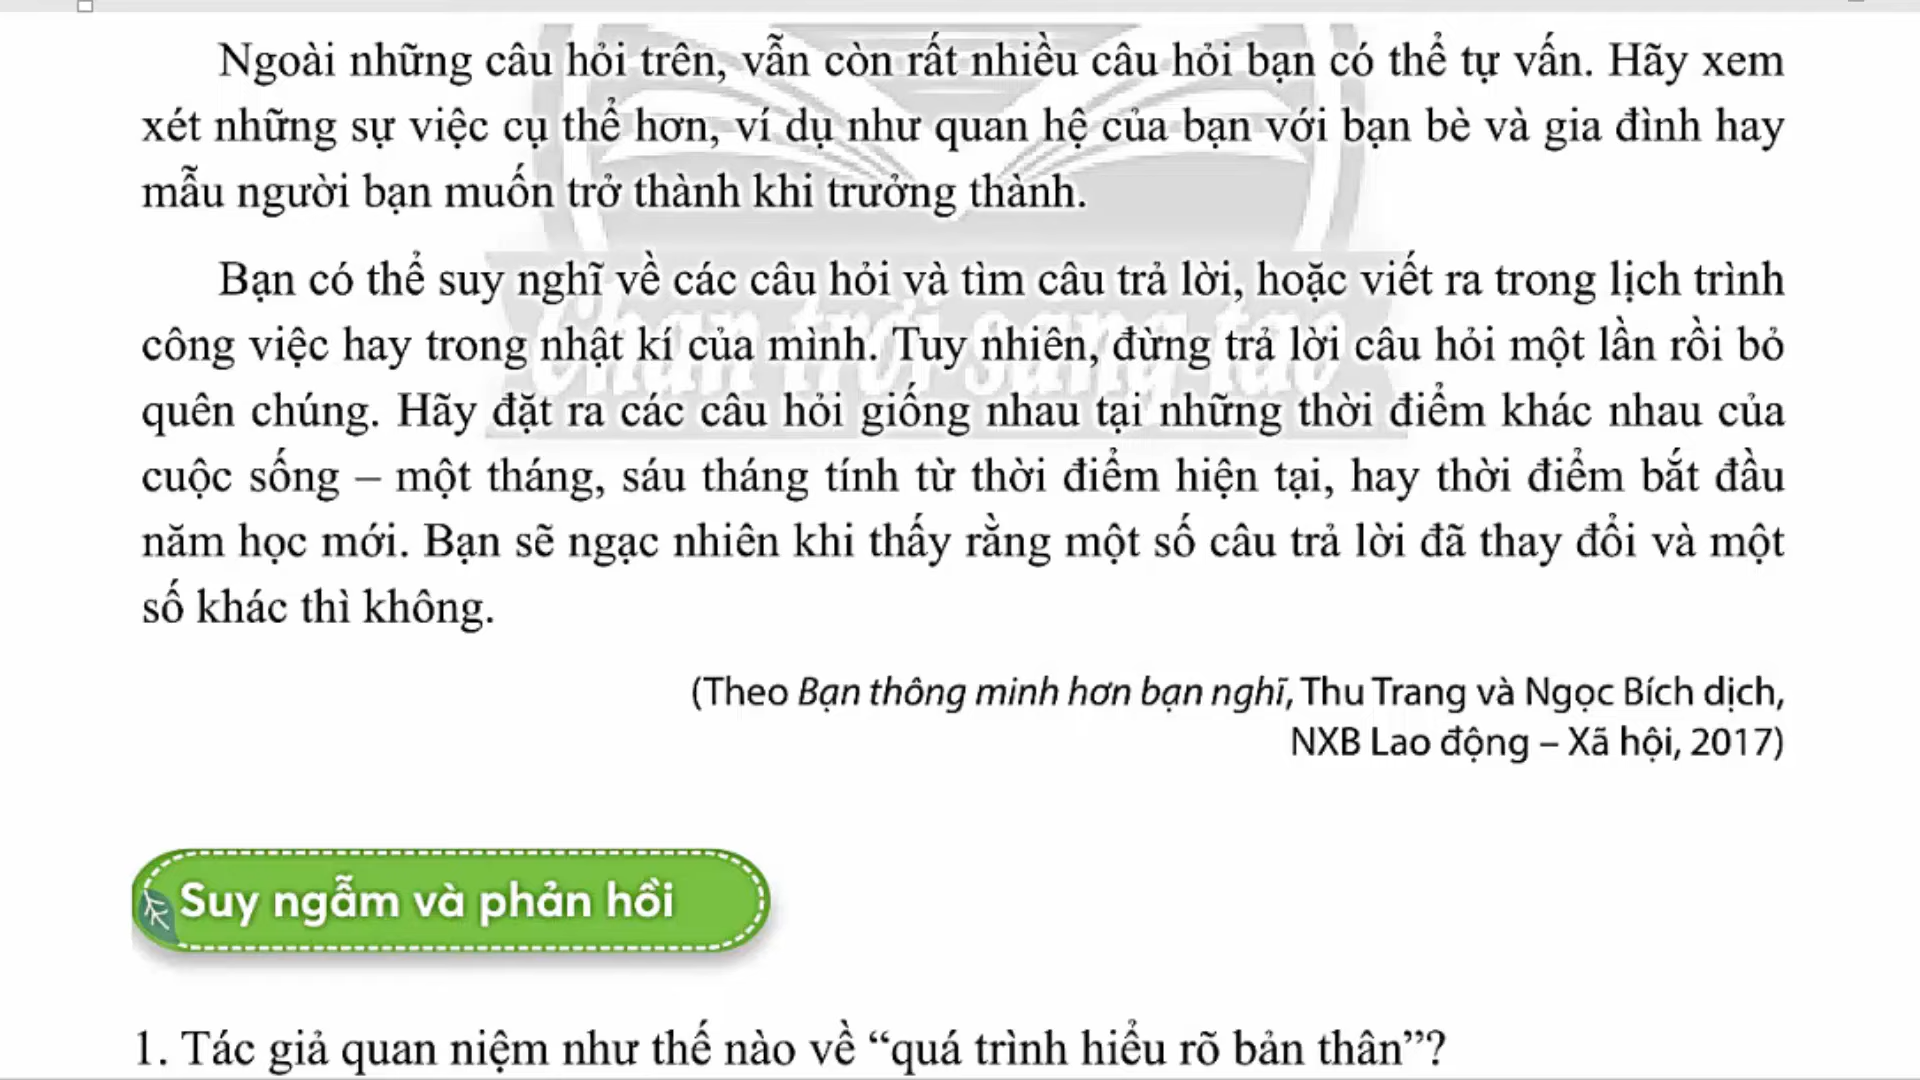 Ngoài những câu hỏi trên, vẫn còn rất nhiều câu hỏi bạn có thể tự vấn. Hãy xem
xét những sự việc cụ thể hơn, ví dụ như quan hệ của bạn với bạn bè và gia đình hay
mẫu người bạn muốn trở thành khi trưởng thành.
Bạn có thể suy nghĩ về các câu hỏi và tìm câu trả lời, hoặc viết ra trong lịch trình
công việc hay trong nhật kí của mình. Tuy nhiên, đừng trả lời câu hỏi một lần rồi bỏ
quên chúng. Hãy đặt ra các câu hỏi giống nhau tại những thời điểm khác nhau của
cuộc sống – một tháng, sáu tháng tính từ thời điểm hiện tại, hay thời điểm bắt đầu
năm học mới. Bạn sẽ ngạc nhiên khi thấy rằng một số câu trả lời đã thay đổi và một
số khác thì không.
Chân trời sáng tạo
(Theo Bạn thông minh hơn bạn nghĩ, Thu Trang và Ngọc Bích dịch,
NXB Lao động – Xã hội, 2017)
Suy ngẫm và phản hồi
1. Tác giả quan niệm như thế nào về “quá trình hiểu rõ bản thân”?